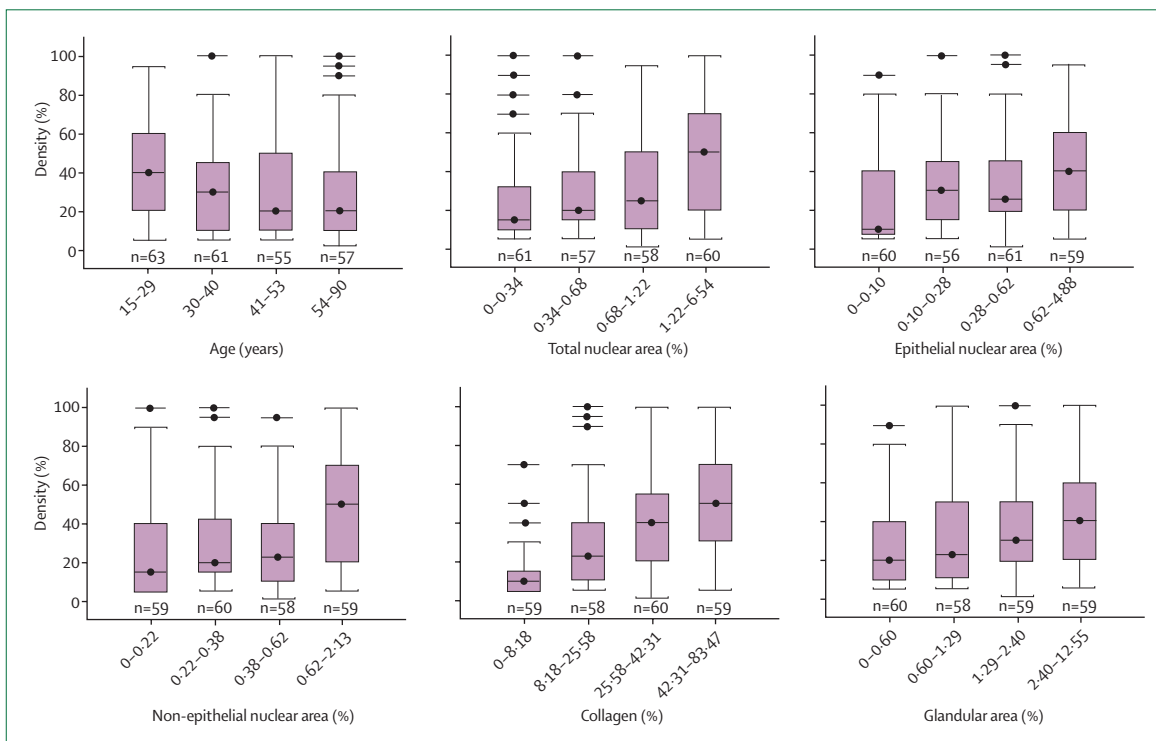 100
80
60
40
20
0
Density (%)
n=63 n=61 n=55 n=57
15–29 30–40 41–53 54–90
Age (years)
n=61 n=57 n=58 n=60
0–0·34 0·34–0·68 0·68–1·22 1·22–6·54
Total nuclear area (%)
n=60 n=56 n=61 n=59
0–0·10 0·10–0·28 0·28–0·62 0·62–4·88
Epithelial nuclear area (%)
100
80
60
40
20
0
Density (%)
n=59 n=60 n=58 n=59
0–0·22 0·22–0·38 0·38–0·62 0·62–2·13
Non-epithelial nuclear area (%)
n=59 n=58 n=60 n=59
0–8·18 8·18–25·58 25·58–42·31 42·31–83·47
Collagen (%)
n=60 n=58 n=59 n=59
0–0·60 0·60–1·29 1·29–2·40 2·40–12·55
Glandular area (%)